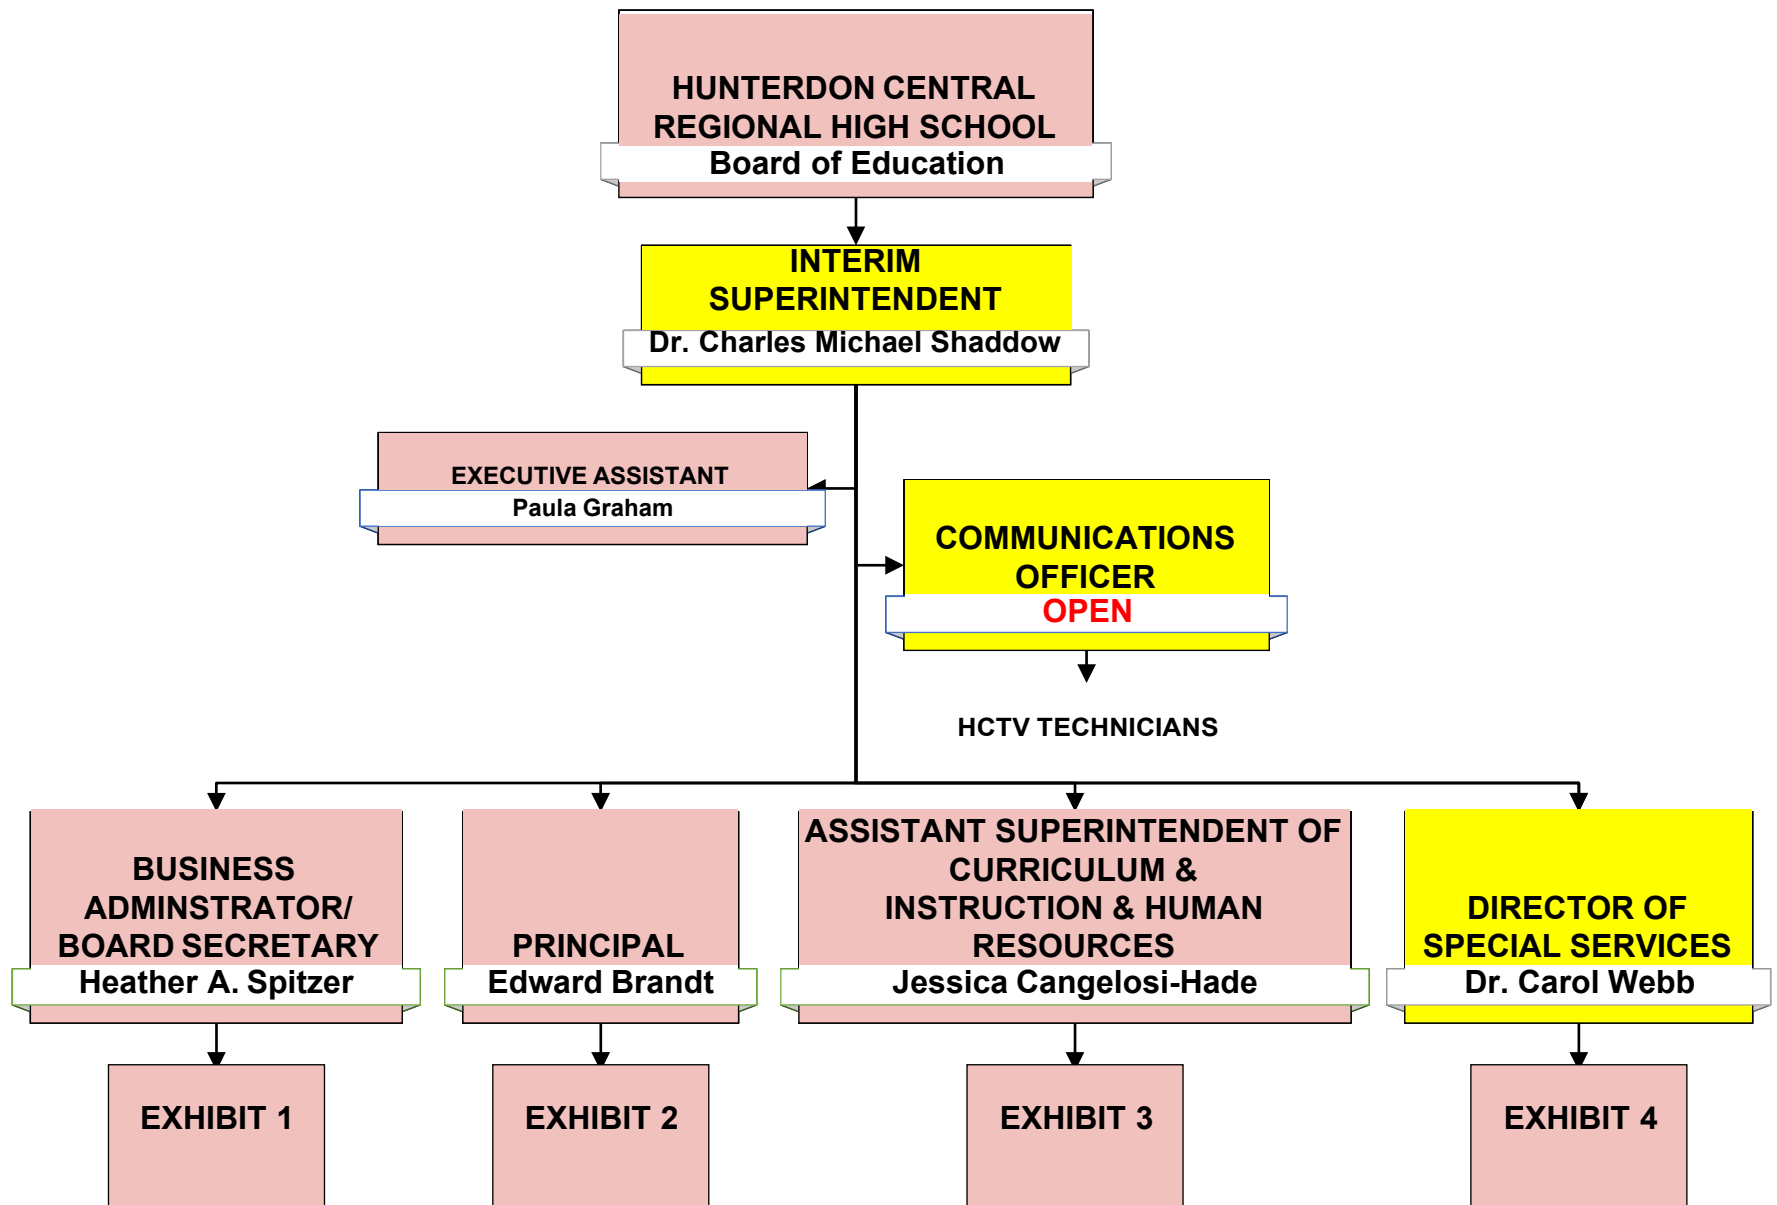 HUNTERDON CENTRAL
REGIONAL HIGH SCHOOL
Board of Education
INTERIM
SUPERINTENDENT
Dr. Charles Michael Shaddow
EXECUTIVE ASSISTANT
Paula Graham
COMMUNICATIONS
OFFICER
OPEN
HCTV TECHNICIANS
BUSINESS
ADMINSTRATOR/
BOARD SECRETARY
Heather A. Spitzer
PRINCIPAL
Edward Brandt
ASSISTANT SUPERINTENDENT OF
CURRICULUM &
INSTRUCTION & HUMAN
RESOURCES
Jessica Cangelosi-Hade
DIRECTOR OF
SPECIAL SERVICES
Dr. Carol Webb
EXHIBIT 1
EXHIBIT 2
EXHIBIT 3
EXHIBIT 4